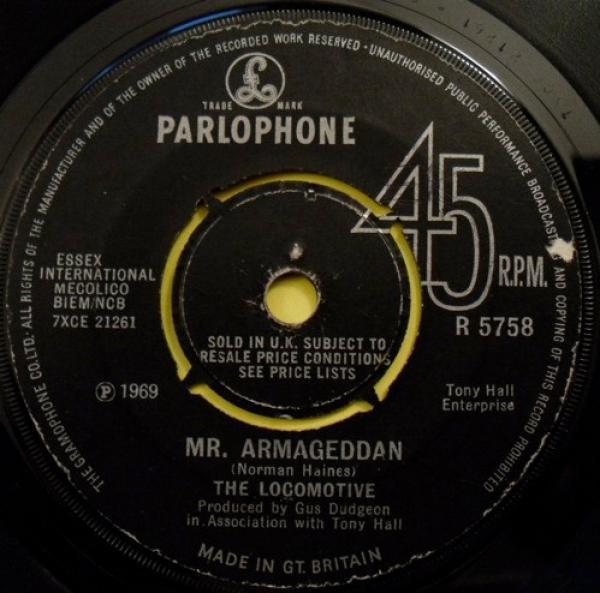 THE GRAMOPHONE CO. LTD. ALL RIGHTS OF THE MANUFACTURER AND OF THE OWNER OF THE RECORDED WORK RESERVED · UNAUTHORISED PUBLIC PERFORMANCE BROADCAST AND COPYING OF THIS RECORD PROHIBITED
£
TRADE MARK
PARLOPHONE
45
R.P.M.
R 5758
ESSEX
INTERNATIONAL
MECOLICO
BIEM/NCB
7XCE 21261
SOLD IN U.K. SUBJECT TO
RESALE PRICE CONDITIONS
SEE PRICE LISTS
Ⓟ 1969
Tony Hall
Enterprise
MR. ARMAGEDDAN
(Norman Haines)
THE LOCOMOTIVE
Produced by Gus Dudgeon
in Association with Tony Hall
MADE IN GT. BRITAIN